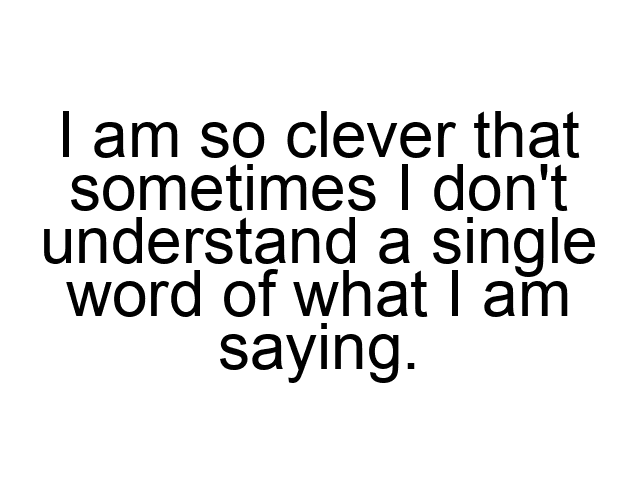 I am so clever that
sometimes I don't
understand a single
word of what I am
saying.